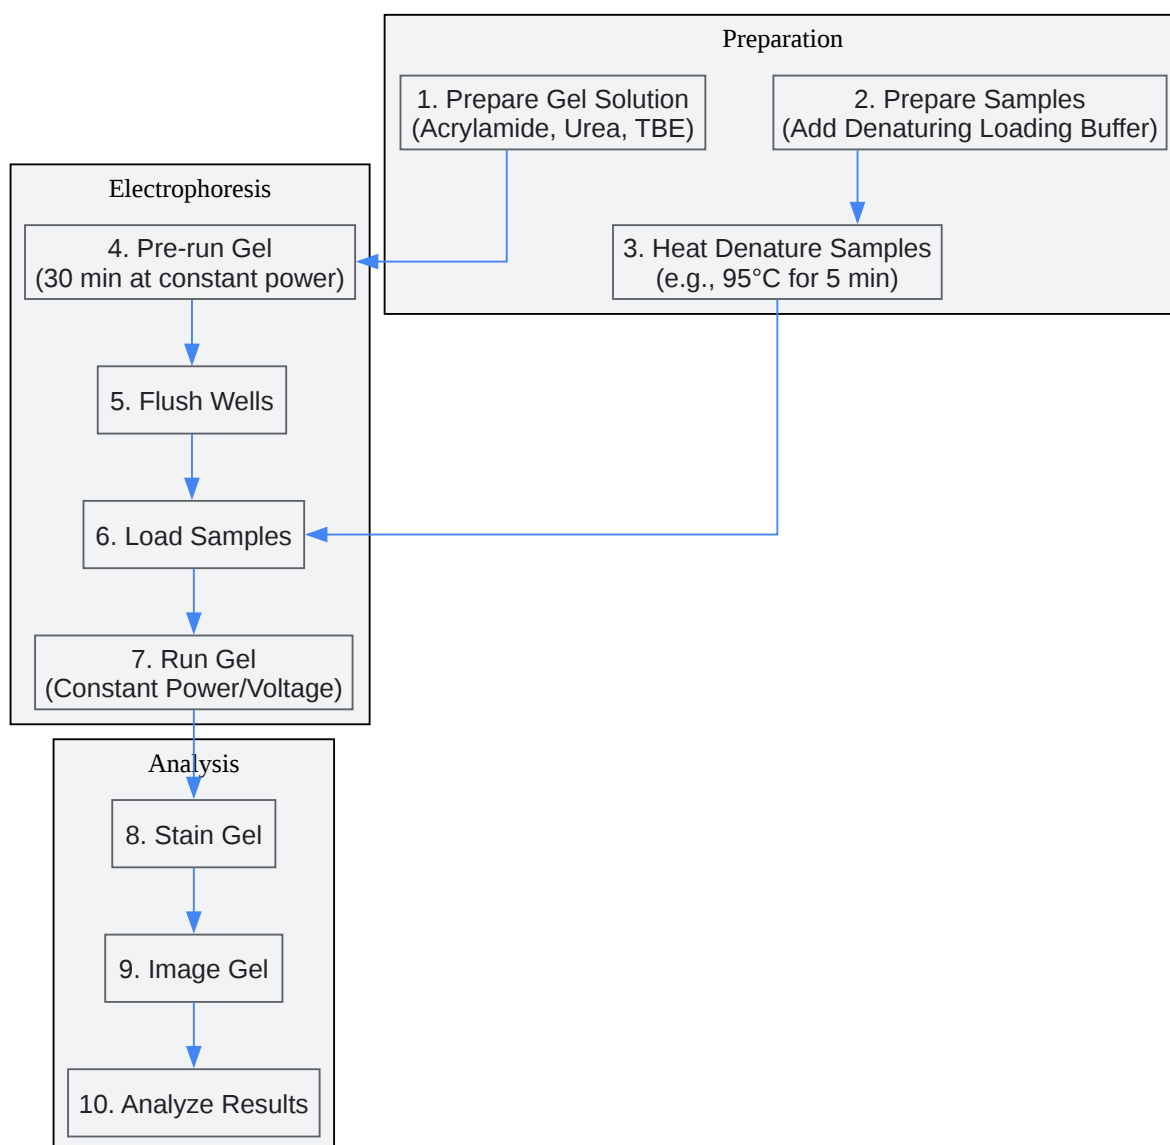 Preparation
1. Prepare Gel Solution
(Acrylamide, Urea, TBE)
2. Prepare Samples
(Add Denaturing Loading Buffer)
3. Heat Denature Samples
(e.g., 95°C for 5 min)
Electrophoresis
4. Pre-run Gel
(30 min at constant power)
5. Flush Wells
6. Load Samples
7. Run Gel
(Constant Power/Voltage)
Analysis
8. Stain Gel
9. Image Gel
10. Analyze Results